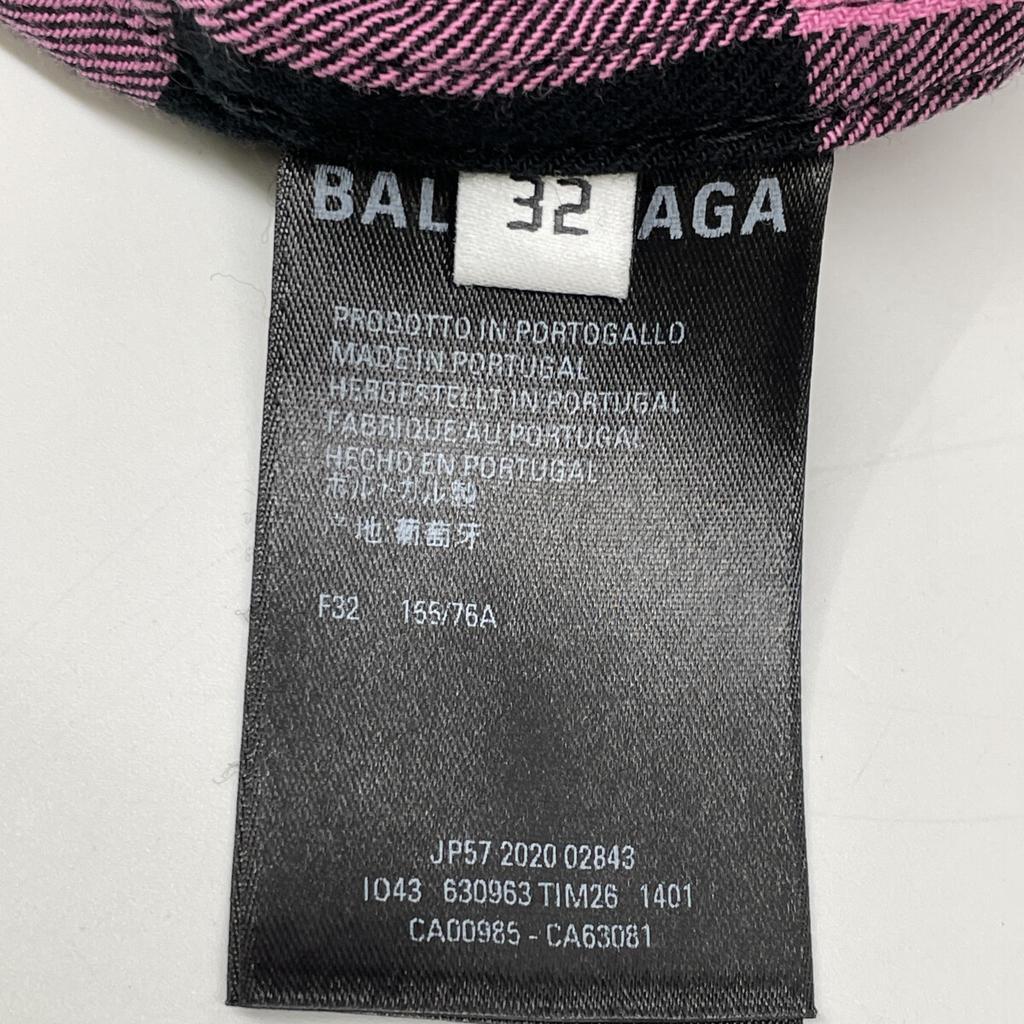 BAL 32 AGA
PRODOTTO IN PORTOGALLO
MADE IN PORTUGAL
HERGESTELLT IN PORTUGAL
FABRIQUE AU PORTUGAL
HECHO EN PORTUGAL
ポルトガル製
地:葡萄牙
F32 155/76A
JP57 2020 02843
IO43 630963 TIM26 1401
CA00985 - CA63081